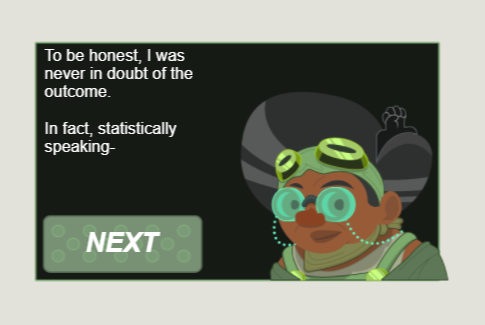 To be honest, I was
never in doubt of the
outcome.
In fact, statistically
speaking-
NEXT